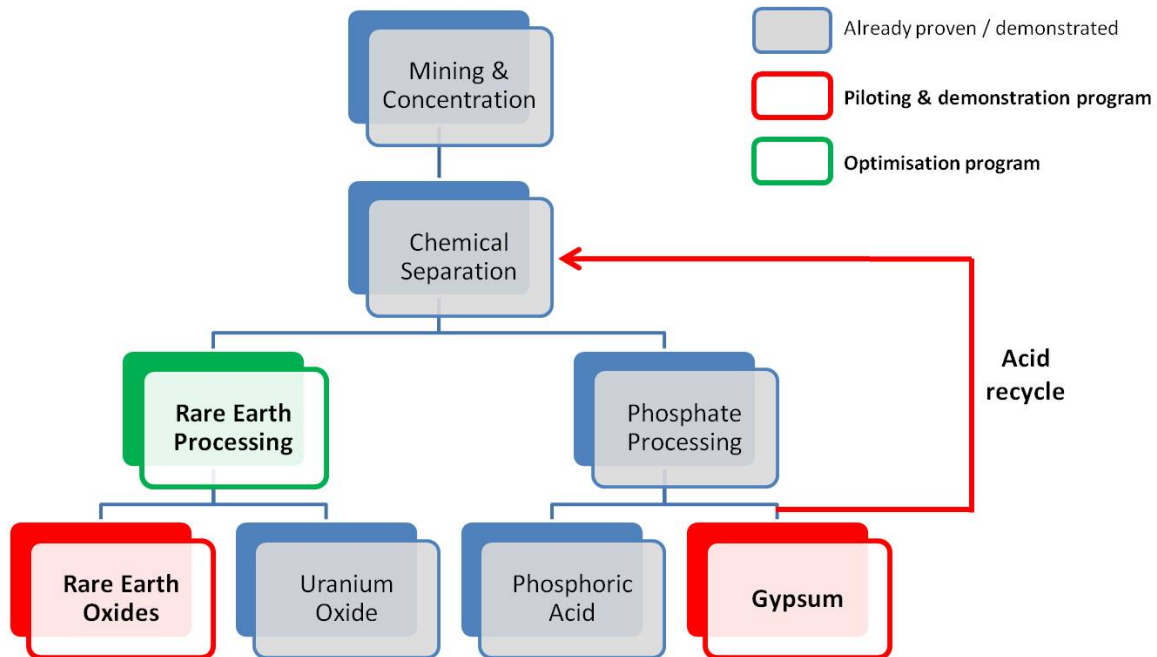 Mining &
Concentration
Already proven / demonstrated
Piloting & demonstration program
Optimisation program
Chemical
Separation
Acid
recycle
Rare Earth
Processing
Phosphate
Processing
Rare Earth
Oxides
Uranium
Oxide
Phosphoric
Acid
Gypsum